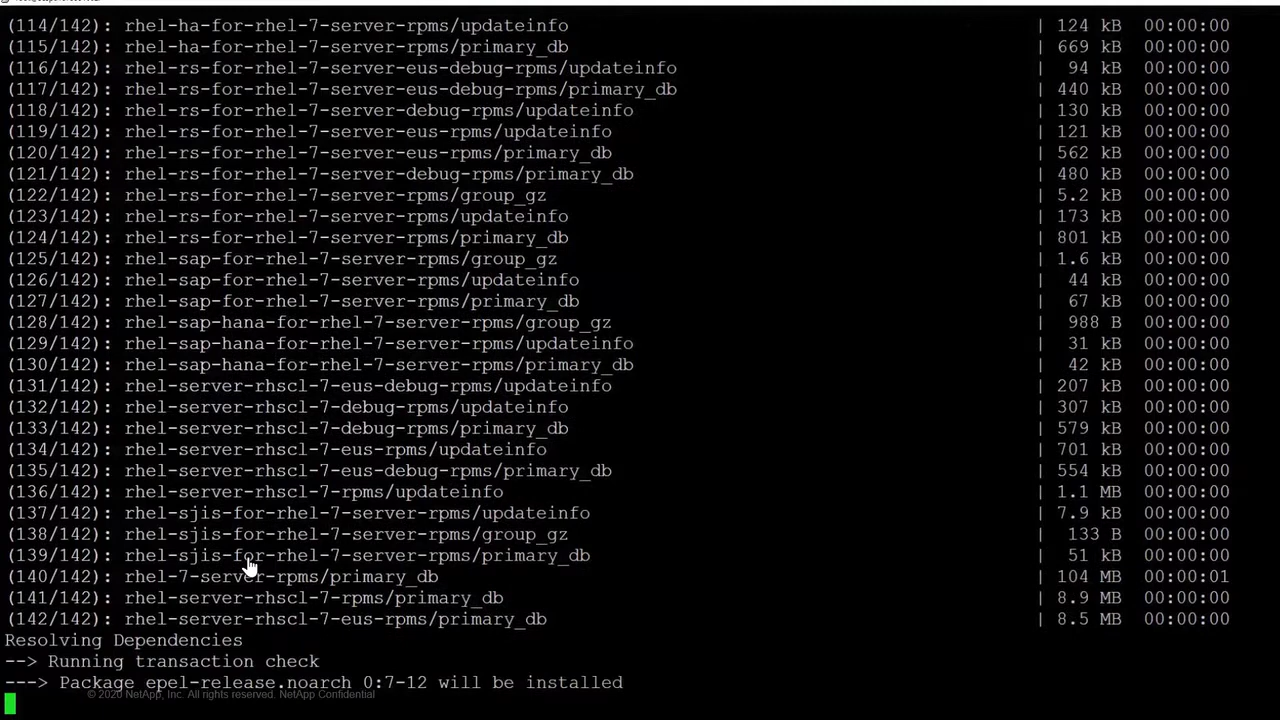 (114/142): rhel-ha-for-rhel-7-server-rpms/updateinfo | 124 kB 00:00:00
(115/142): rhel-ha-for-rhel-7-server-rpms/primary_db | 669 kB 00:00:00
(116/142): rhel-rs-for-rhel-7-server-eus-debug-rpms/updateinfo | 94 kB 00:00:00
(117/142): rhel-rs-for-rhel-7-server-eus-debug-rpms/primary_db | 440 kB 00:00:00
(118/142): rhel-rs-for-rhel-7-server-debug-rpms/updateinfo | 130 kB 00:00:00
(119/142): rhel-rs-for-rhel-7-server-eus-rpms/updateinfo | 121 kB 00:00:00
(120/142): rhel-rs-for-rhel-7-server-eus-rpms/primary_db | 562 kB 00:00:00
(121/142): rhel-rs-for-rhel-7-server-debug-rpms/primary_db | 480 kB 00:00:00
(122/142): rhel-rs-for-rhel-7-server-rpms/group_gz | 5.2 kB 00:00:00
(123/142): rhel-rs-for-rhel-7-server-rpms/updateinfo | 173 kB 00:00:00
(124/142): rhel-rs-for-rhel-7-server-rpms/primary_db | 801 kB 00:00:00
(125/142): rhel-sap-for-rhel-7-server-rpms/group_gz | 1.6 kB 00:00:00
(126/142): rhel-sap-for-rhel-7-server-rpms/updateinfo | 44 kB 00:00:00
(127/142): rhel-sap-for-rhel-7-server-rpms/primary_db | 67 kB 00:00:00
(128/142): rhel-sap-hana-for-rhel-7-server-rpms/group_gz | 988 B 00:00:00
(129/142): rhel-sap-hana-for-rhel-7-server-rpms/updateinfo | 31 kB 00:00:00
(130/142): rhel-sap-hana-for-rhel-7-server-rpms/primary_db | 42 kB 00:00:00
(131/142): rhel-server-rhscl-7-eus-debug-rpms/updateinfo | 207 kB 00:00:00
(132/142): rhel-server-rhscl-7-debug-rpms/updateinfo | 307 kB 00:00:00
(133/142): rhel-server-rhscl-7-debug-rpms/primary_db | 579 kB 00:00:00
(134/142): rhel-server-rhscl-7-eus-rpms/updateinfo | 701 kB 00:00:00
(135/142): rhel-server-rhscl-7-eus-debug-rpms/primary_db | 554 kB 00:00:00
(136/142): rhel-server-rhscl-7-rpms/updateinfo | 1.1 MB 00:00:00
(137/142): rhel-sjis-for-rhel-7-server-rpms/updateinfo | 7.9 kB 00:00:00
(138/142): rhel-sjis-for-rhel-7-server-rpms/group_gz | 133 B 00:00:00
(139/142): rhel-sjis-for-rhel-7-server-rpms/primary_db | 51 kB 00:00:00
(140/142): rhel-7-server-rpms/primary_db | 104 MB 00:00:01
(141/142): rhel-server-rhscl-7-rpms/primary_db | 8.9 MB 00:00:00
(142/142): rhel-server-rhscl-7-eus-rpms/primary_db | 8.5 MB 00:00:00
Resolving Dependencies
--> Running transaction check
---> Package epel-release.noarch 0:7-12 will be installed
© 2020 NetApp, Inc. All rights reserved. NetApp Confidential